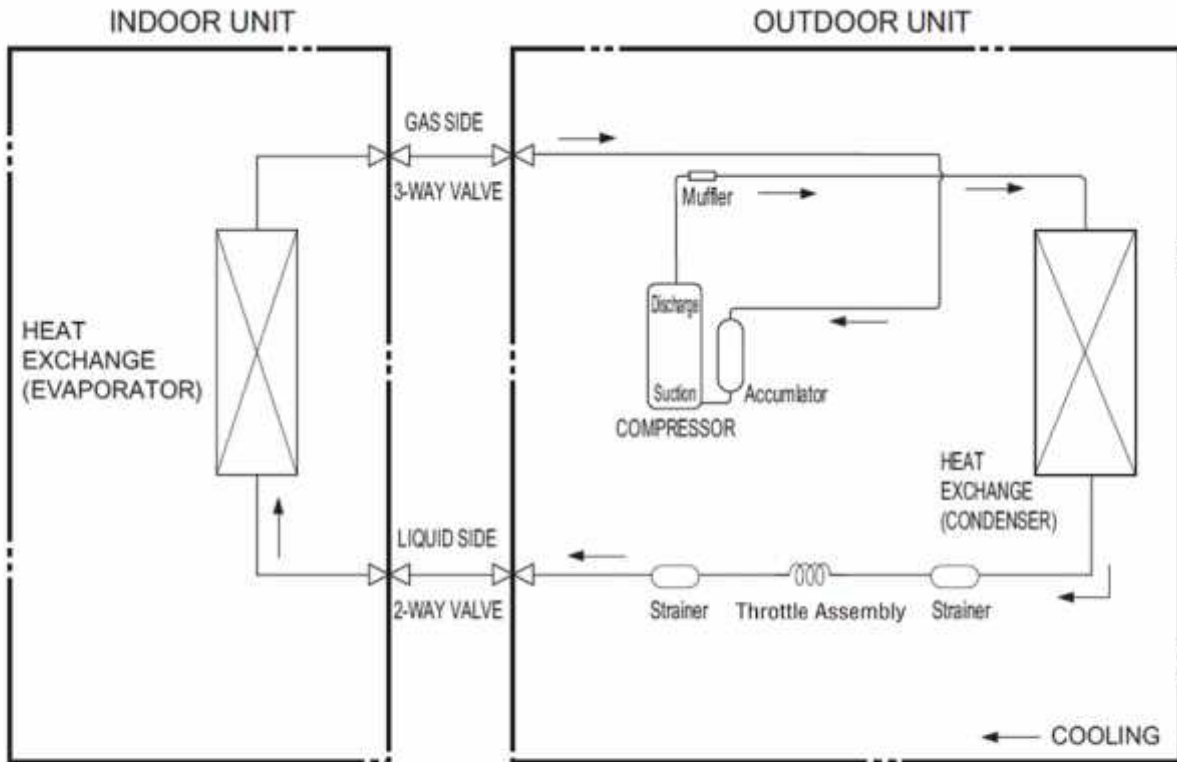 INDOOR UNIT
OUTDOOR UNIT
GAS SIDE
3-WAY VALVE
Muffler
Discharge
HEAT
EXCHANGE
(EVAPORATOR)
Suction
Accumlator
COMPRESSOR
HEAT
EXCHANGE
(CONDENSER)
LIQUID SIDE
2-WAY VALVE
Strainer
Throttle Assembly
Strainer
COOLING